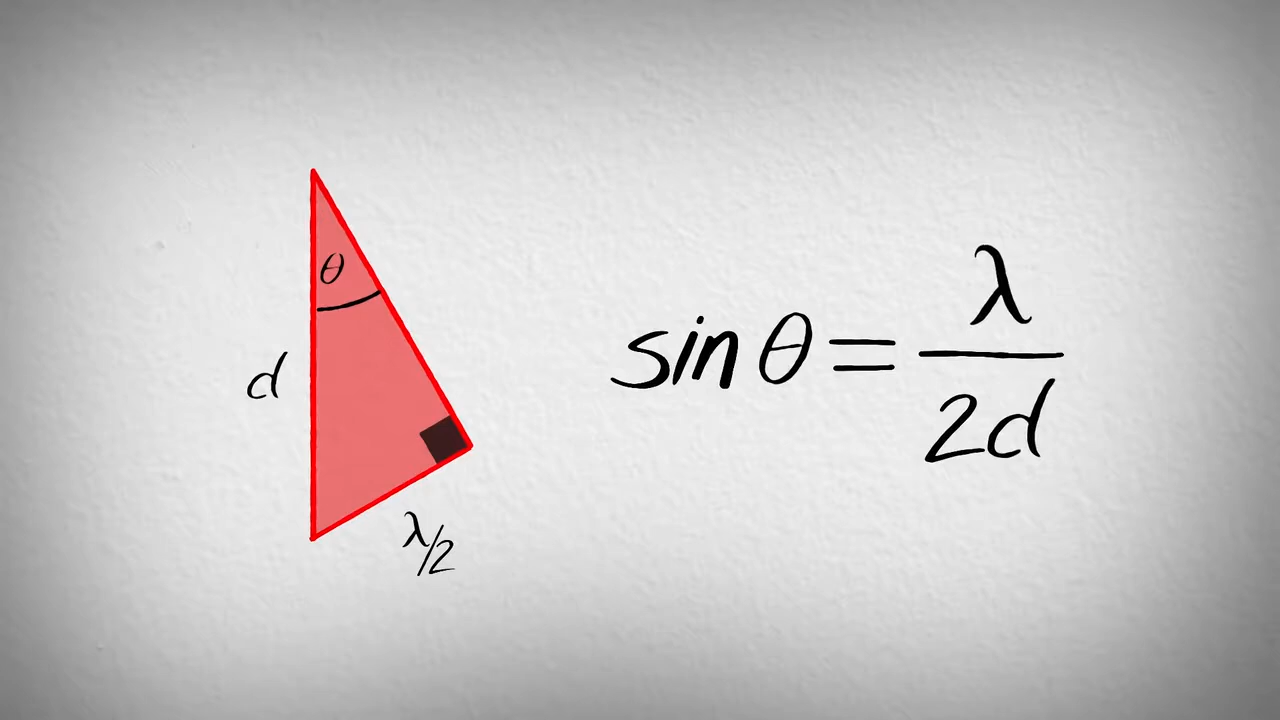 θ
d
λ/2
sin θ = λ/2d